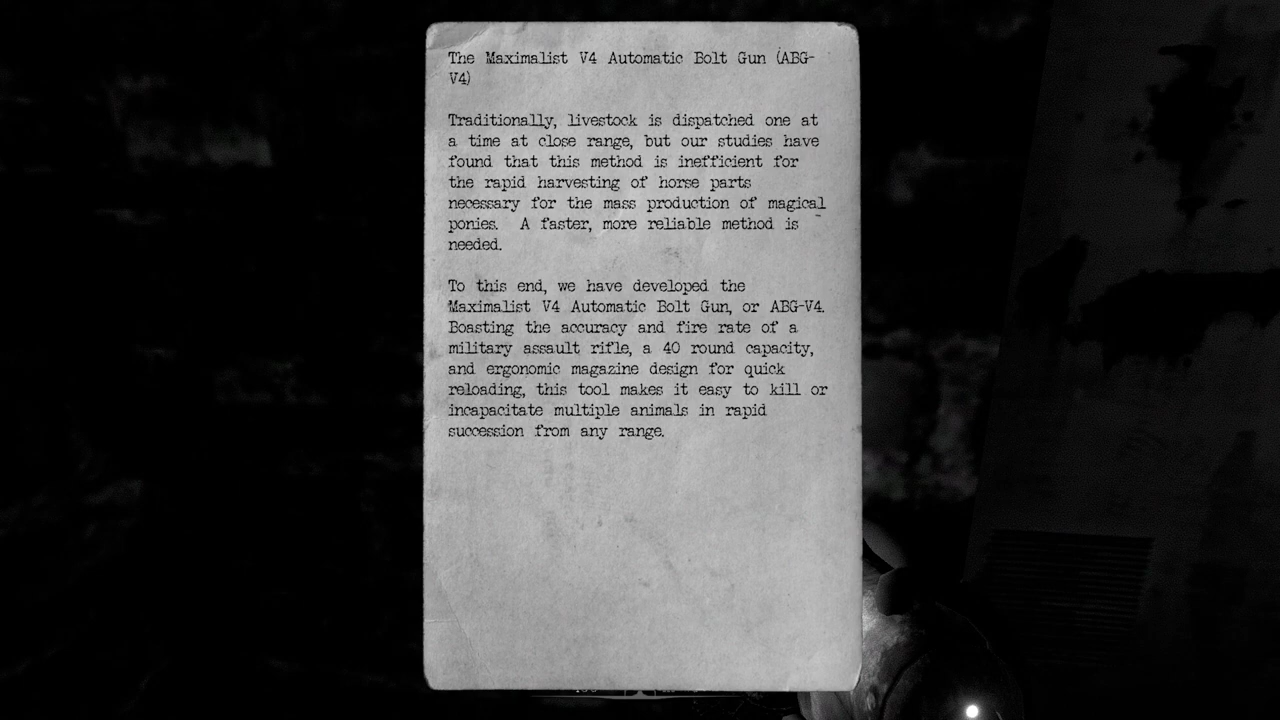 The Maximalist V4 Automatic Bolt Gun (ABG-
V4)
Traditionally, livestock is dispatched one at
a time at close range, but our studies have
found that this method is inefficient for
the rapid harvesting of horse parts
necessary for the mass production of magical
ponies.  A faster, more reliable method is
needed.
To this end, we have developed the
Maximalist V4 Automatic Bolt Gun, or ABG-V4.
Boasting the accuracy and fire rate of a
military assault rifle, a 40 round capacity,
and ergonomic magazine design for quick
reloading, this tool makes it easy to kill or
incapacitate multiple animals in rapid
succession from any range.